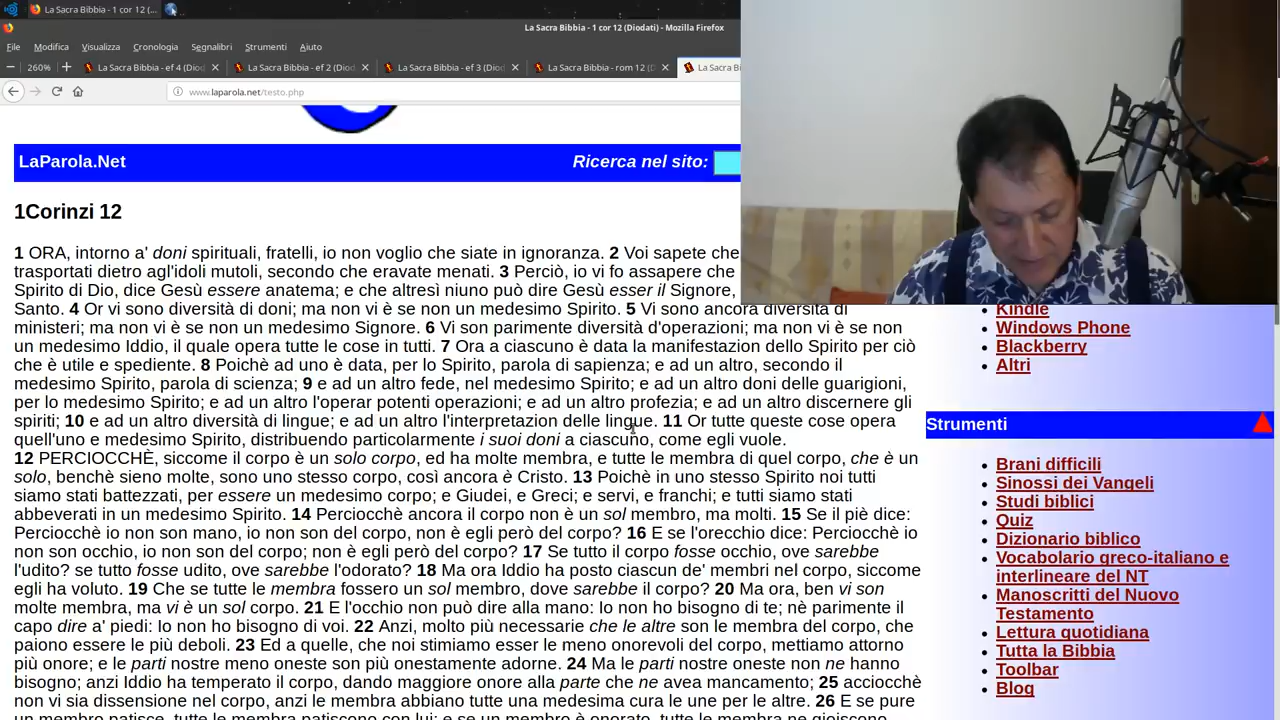 La Sacra Bibbia - 1 cor 12 (...
La Sacra Bibbia - 1 cor 12 (Diodati) - Mozilla Firefox
File Modifica Visualizza Cronologia Segnalibri Strumenti Aiuto
260% La Sacra Bibbia - ef 4 (Diod La Sacra Bibbia - ef 2 (Diod La Sacra Bibbia - ef 3 (Diod La Sacra Bibbia - rom 12 (D La Sacra Bi
www.laparola.net/testo.php
LaParola.Net Ricerca nel sito:
1Corinzi 12
1 ORA, intorno a' doni spirituali, fratelli, io non voglio che siate in ignoranza. 2 Voi sapete che
trasportati dietro agl'idoli mutoli, secondo che eravate menati. 3 Perciò, io vi fo assapere che
Spirito di Dio, dice Gesù essere anatema; e che altresì niuno può dire Gesù esser il Signore,
Santo. 4 Or vi sono diversità di doni; ma non vi è se non un medesimo Spirito. 5 Vi sono ancora diversità di
ministeri; ma non vi è se non un medesimo Signore. 6 Vi son parimente diversità d'operazioni; ma non vi è se non
un medesimo Iddio, il quale opera tutte le cose in tutti. 7 Ora a ciascuno è data la manifestazion dello Spirito per ciò
che è utile e spediente. 8 Poichè ad uno è data, per lo Spirito, parola di sapienza; e ad un altro, secondo il
medesimo Spirito, parola di scienza; 9 e ad un altro fede, nel medesimo Spirito; e ad un altro doni delle guarigioni,
per lo medesimo Spirito; e ad un altro l'operar potenti operazioni; e ad un altro profezia; e ad un altro discernere gli
spiriti; 10 e ad un altro diversità di lingue; e ad un altro l'interpretazion delle lingue. 11 Or tutte queste cose opera
quell'uno e medesimo Spirito, distribuendo particolarmente i suoi doni a ciascuno, come egli vuole.
12 PERCIOCCHÈ, siccome il corpo è un solo corpo, ed ha molte membra, e tutte le membra di quel corpo, che è un
solo, benchè sieno molte, sono uno stesso corpo, così ancora è Cristo. 13 Poichè in uno stesso Spirito noi tutti
siamo stati battezzati, per essere un medesimo corpo; e Giudei, e Greci; e servi, e franchi; e tutti siamo stati
abbeverati in un medesimo Spirito. 14 Perciocchè ancora il corpo non è un sol membro, ma molti. 15 Se il piè dice:
Perciocchè io non son mano, io non son del corpo, non è egli però del corpo? 16 E se l'orecchio dice: Perciocchè io
non son occhio, io non son del corpo; non è egli però del corpo? 17 Se tutto il corpo fosse occhio, ove sarebbe
l'udito? se tutto fosse udito, ove sarebbe l'odorato? 18 Ma ora Iddio ha posto ciascun de' membri nel corpo, siccome
egli ha voluto. 19 Che se tutte le membra fossero un sol membro, dove sarebbe il corpo? 20 Ma ora, ben vi son
molte membra, ma vi è un sol corpo. 21 E l'occhio non può dire alla mano: Io non ho bisogno di te; nè parimente il
capo dire a' piedi: Io non ho bisogno di voi. 22 Anzi, molto più necessarie che le altre son le membra del corpo, che
paiono essere le più deboli. 23 Ed a quelle, che noi stimiamo esser le meno onorevoli del corpo, mettiamo attorno
più onore; e le parti nostre meno oneste son più onestamente adorne. 24 Ma le parti nostre oneste non ne hanno
bisogno; anzi Iddio ha temperato il corpo, dando maggiore onore alla parte che ne avea mancamento; 25 acciocchè
non vi sia dissensione nel corpo, anzi le membra abbiano tutte una medesima cura le une per le altre. 26 E se pure
un membro patisce, tutte le membra patiscono con lui; e se un membro è onorato, tutte le membra ne gioiscono
Kindle
Windows Phone
Blackberry
Altri
Strumenti
Brani difficili
Sinossi dei Vangeli
Studi biblici
Quiz
Dizionario biblico
Vocabolario greco-italiano e
interlineare del NT
Manoscritti del Nuovo
Testamento
Lettura quotidiana
Tutta la Bibbia
Toolbar
Blog